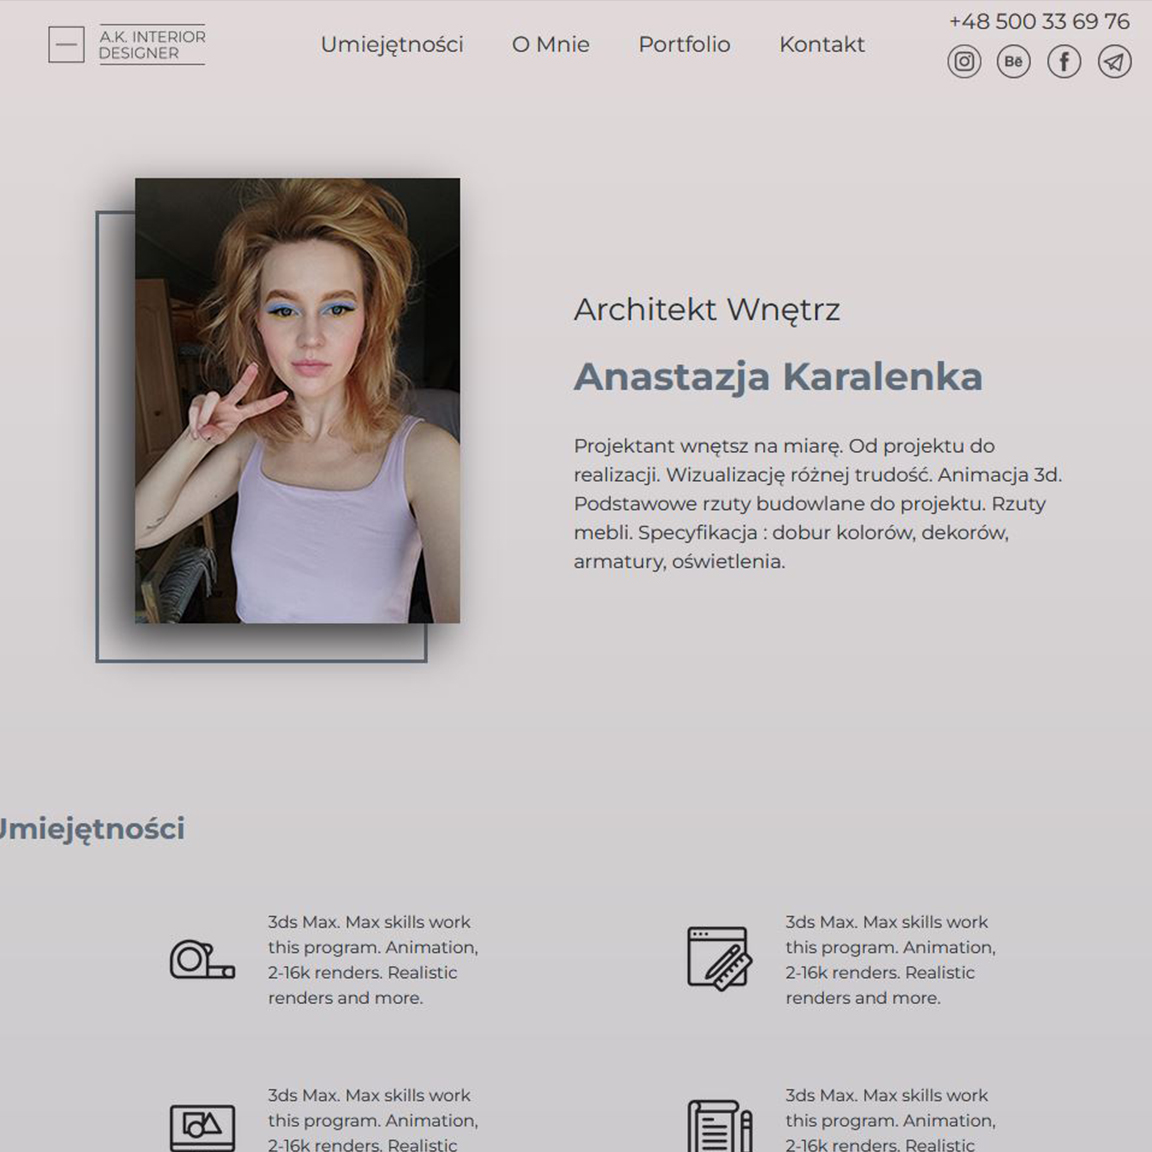 A.K. INTERIOR
DESIGNER
Umiejętności
O Mnie
Portfolio
Kontakt
+48 500 33 69 76
Bē
Architekt Wnętrz
Anastazja Karalenka
Projektant wnętsz na miarę. Od projektu do
realizacji. Wizualizację różnej trudość. Animacja 3d.
Podstawowe rzuty budowlane do projektu. Rzuty
mebli. Specyfikacja : dobur kolorów, dekorów,
armatury, oświetlenia.
Umiejętności
3ds Max. Max skills work
this program. Animation,
2-16k renders. Realistic
renders and more.
3ds Max. Max skills work
this program. Animation,
2-16k renders. Realistic
renders and more.
3ds Max. Max skills work
this program. Animation,
2-16k renders. Realistic
3ds Max. Max skills work
this program. Animation,
2-16k renders. Realistic